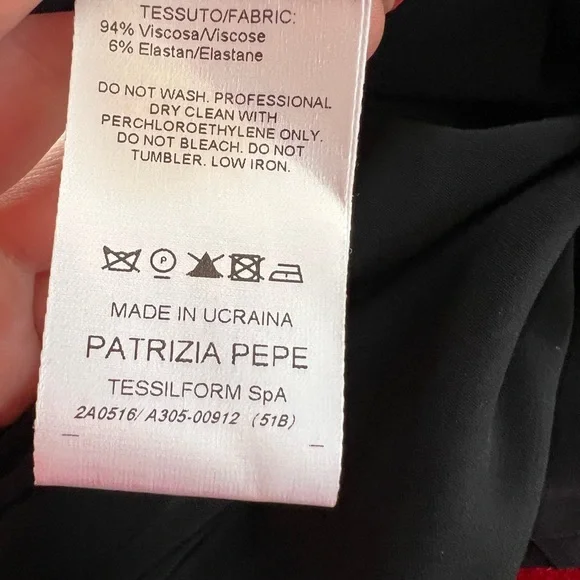 TESSUTO/FABRIC:
94% Viscosa/Viscose
6% Elastan/Elastane
DO NOT WASH. PROFESSIONAL
DRY CLEAN WITH
PERCHLOROETHYLENE ONLY.
DO NOT BLEACH. DO NOT
TUMBLER. LOW IRON.
P
MADE IN UCRAINA
PATRIZIA PEPE
TESSILFORM SpA
2A0516/ A305-00912 (51B)